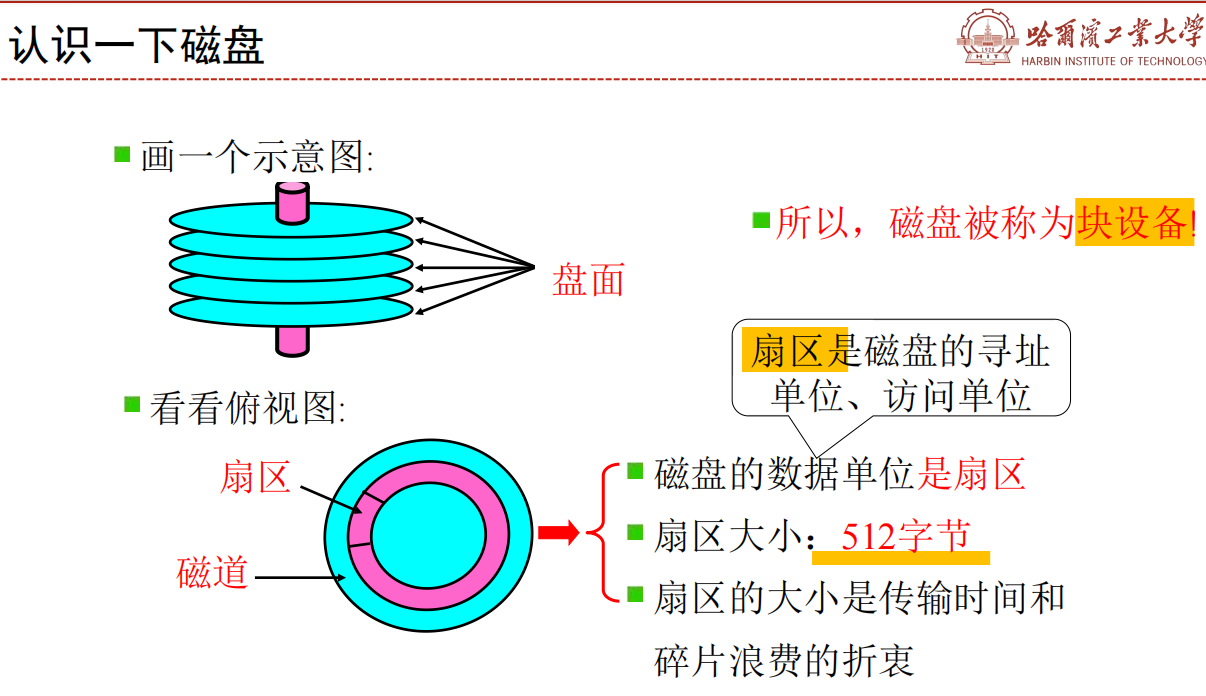 认识一下磁盘
哈爾濱工業大學
1920
HIT
HARBIN INSTITUTE OF TECHNOLOGY
画一个示意图:
盘面
所以，磁盘被称为块设备!
扇区是磁盘的寻址
单位、访问单位
看看俯视图:
扇区
磁道
磁盘的数据单位是扇区
扇区大小：512字节
扇区的大小是传输时间和
碎片浪费的折衷